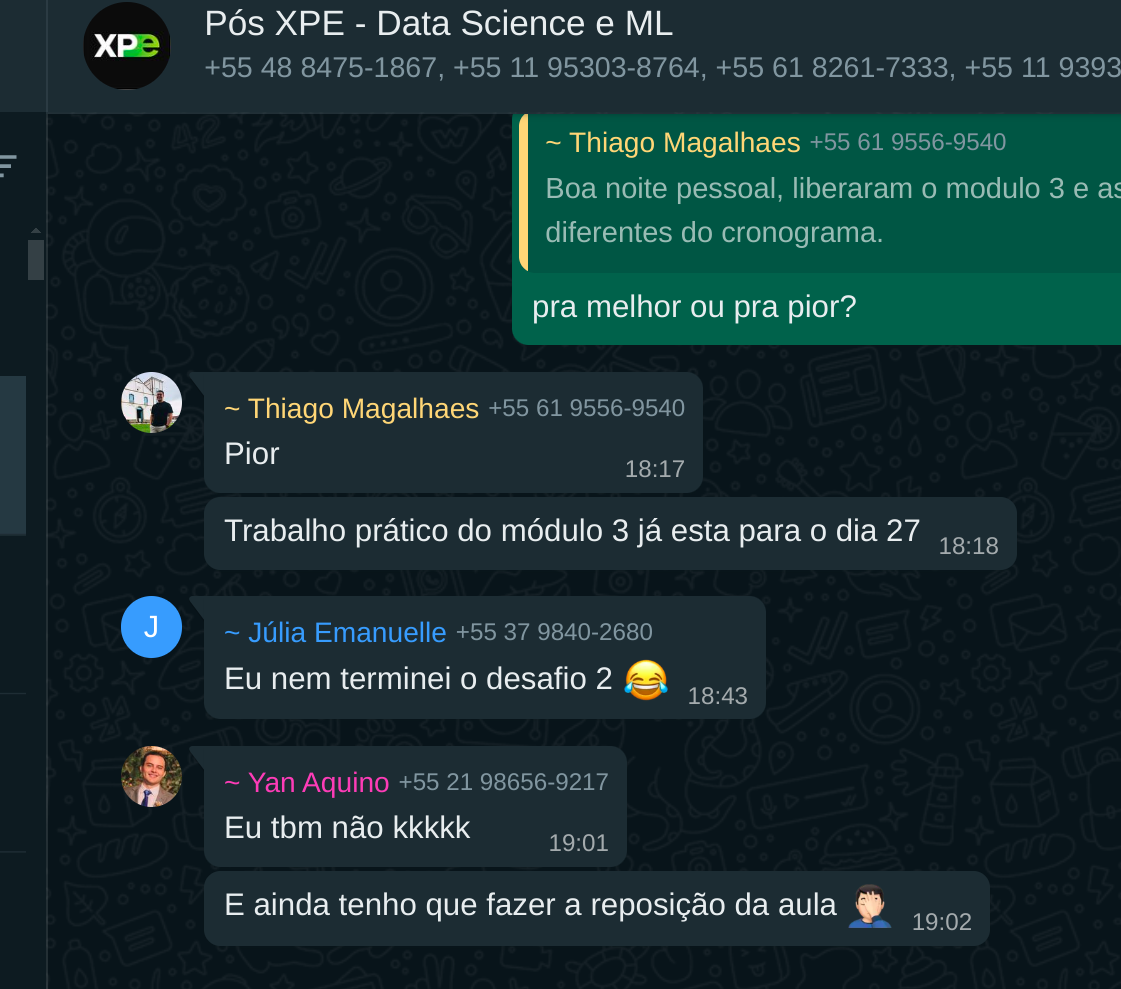 XPe
Pós XPE - Data Science e ML
+55 48 8475-1867, +55 11 95303-8764, +55 61 8261-7333, +55 11 9393
~ Thiago Magalhaes +55 61 9556-9540
Boa noite pessoal, liberaram o modulo 3 e as
diferentes do cronograma.
pra melhor ou pra pior?
~ Thiago Magalhaes +55 61 9556-9540
Pior
18:17
Trabalho prático do módulo 3 já esta para o dia 27 18:18
J
~ Júlia Emanuelle +55 37 9840-2680
Eu nem terminei o desafio 2 😂 18:43
~ Yan Aquino +55 21 98656-9217
Eu tbm não kkkkk
19:01
E ainda tenho que fazer a reposição da aula 🤦🏻‍♂️ 19:02